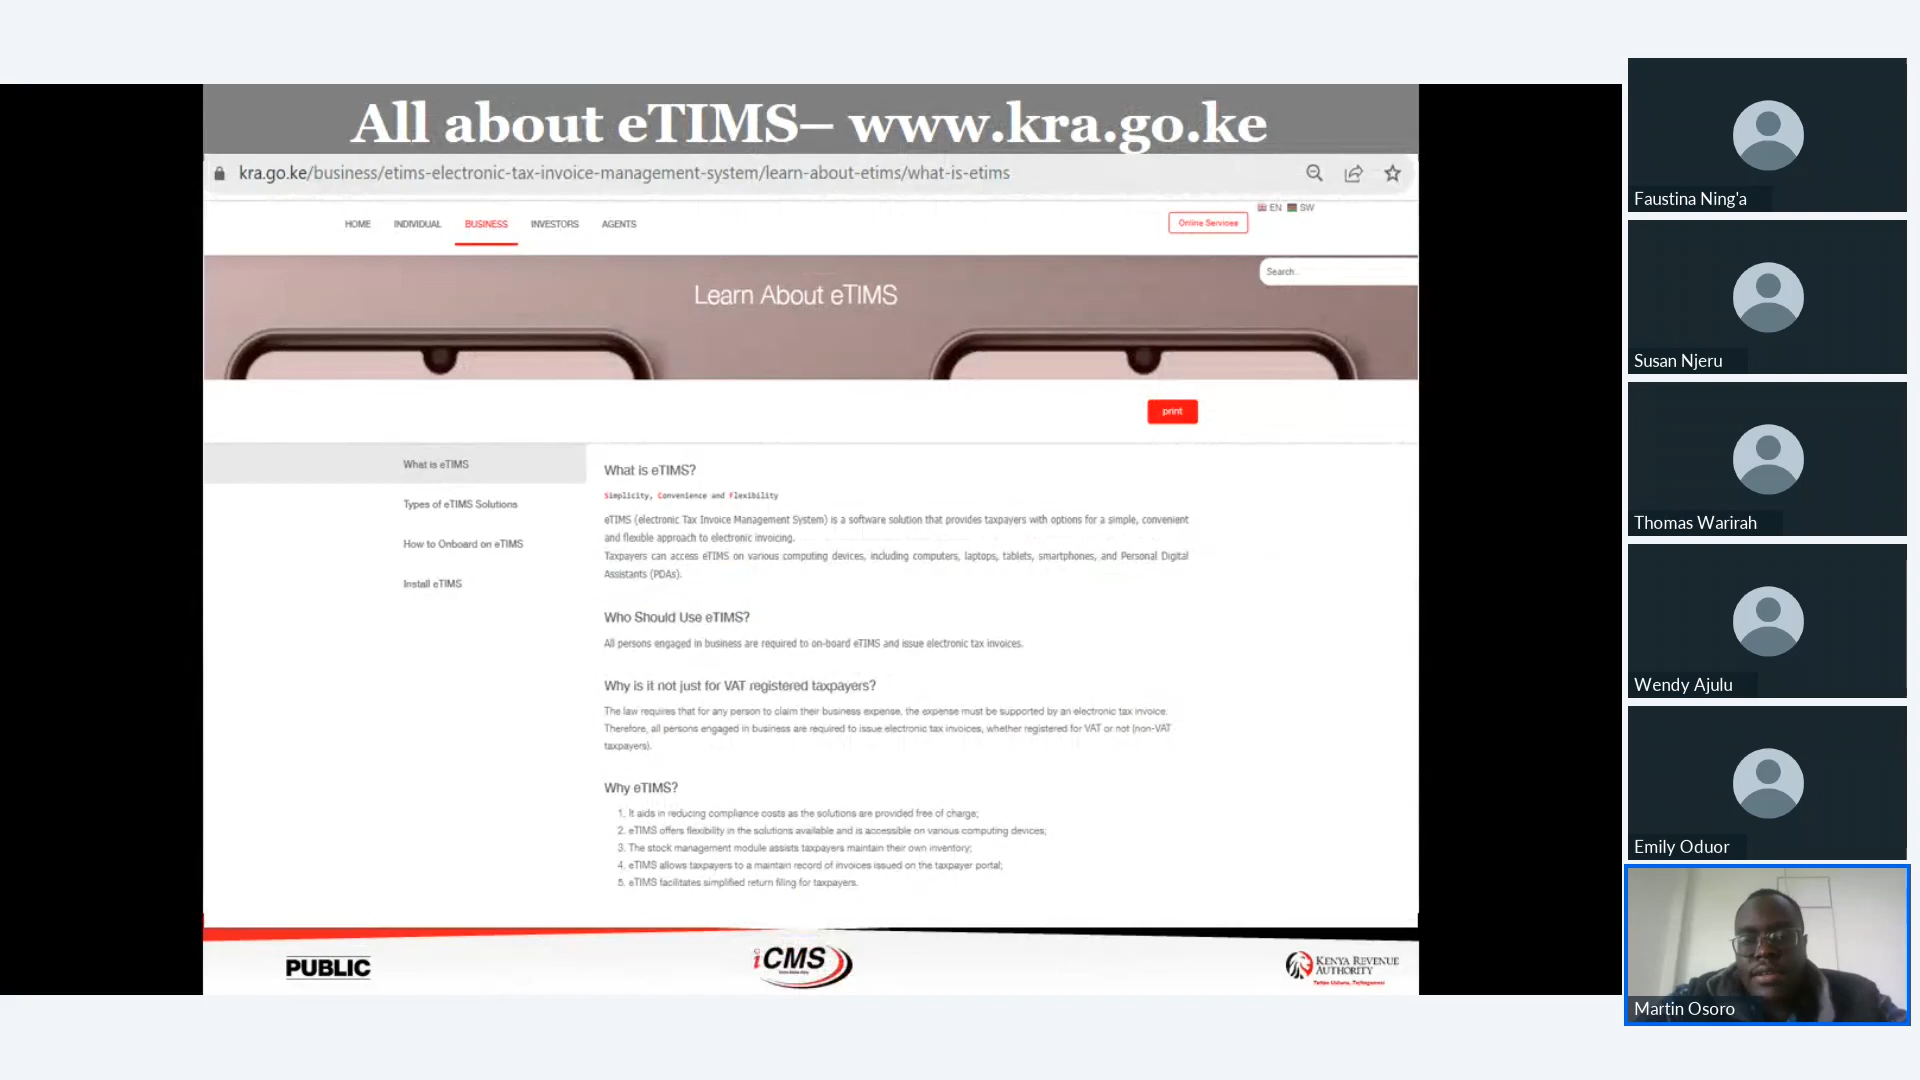 All about eTIMS– www.kra.go.ke
kra.go.ke/business/etims-electronic-tax-invoice-management-system/learn-about-etims/what-is-etims
HOME INDIVIDUAL BUSINESS INVESTORS AGENTS
Online Services
EN SW
Search..
Learn About eTIMS
print
What is eTIMS
Types of eTIMS Solutions
How to Onboard on eTIMS
Install eTIMS
What is eTIMS?
Simplicity, Convenience and Flexibility
eTIMS (electronic Tax Invoice Management System) is a software solution that provides taxpayers with options for a simple, convenient
and flexible approach to electronic invoicing.
Taxpayers can access eTIMS on various computing devices, including computers, laptops, tablets, smartphones, and Personal Digital
Assistants (PDAs).
Who Should Use eTIMS?
All persons engaged in business are required to on-board eTIMS and issue electronic tax invoices.
Why is it not just for VAT registered taxpayers?
The law requires that for any person to claim their business expense, the expense must be supported by an electronic tax invoice.
Therefore, all persons engaged in business are required to issue electronic tax invoices, whether registered for VAT or not (non-VAT
taxpayers).
Why eTIMS?
1. It aids in reducing compliance costs as the solutions are provided free of charge;
2. eTIMS offers flexibility in the solutions available and is accessible on various computing devices;
3. The stock management module assists taxpayers maintain their own inventory;
4. eTIMS allows taxpayers to a maintain record of invoices issued on the taxpayer portal;
5. eTIMS facilitates simplified return filing for taxpayers.
PUBLIC
iCMS
KENYA REVENUE
AUTHORITY
Tulipe Ushuru, Tujitegemee!
Faustina Ning'a
Susan Njeru
Thomas Warirah
Wendy Ajulu
Emily Oduor
Martin Osoro